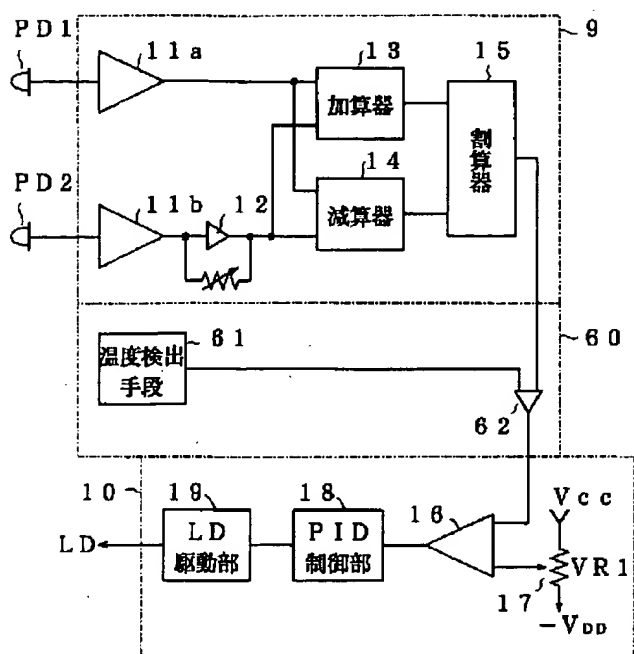 PD1
11a
13
15
9
加算器
割算器
PD2
11b
12
14
減算器
61
60
温度検出
手段
62
10
19
18
16
Vcc
LD
LD
駆動部
PID
制御部
VR1
17
-VDD